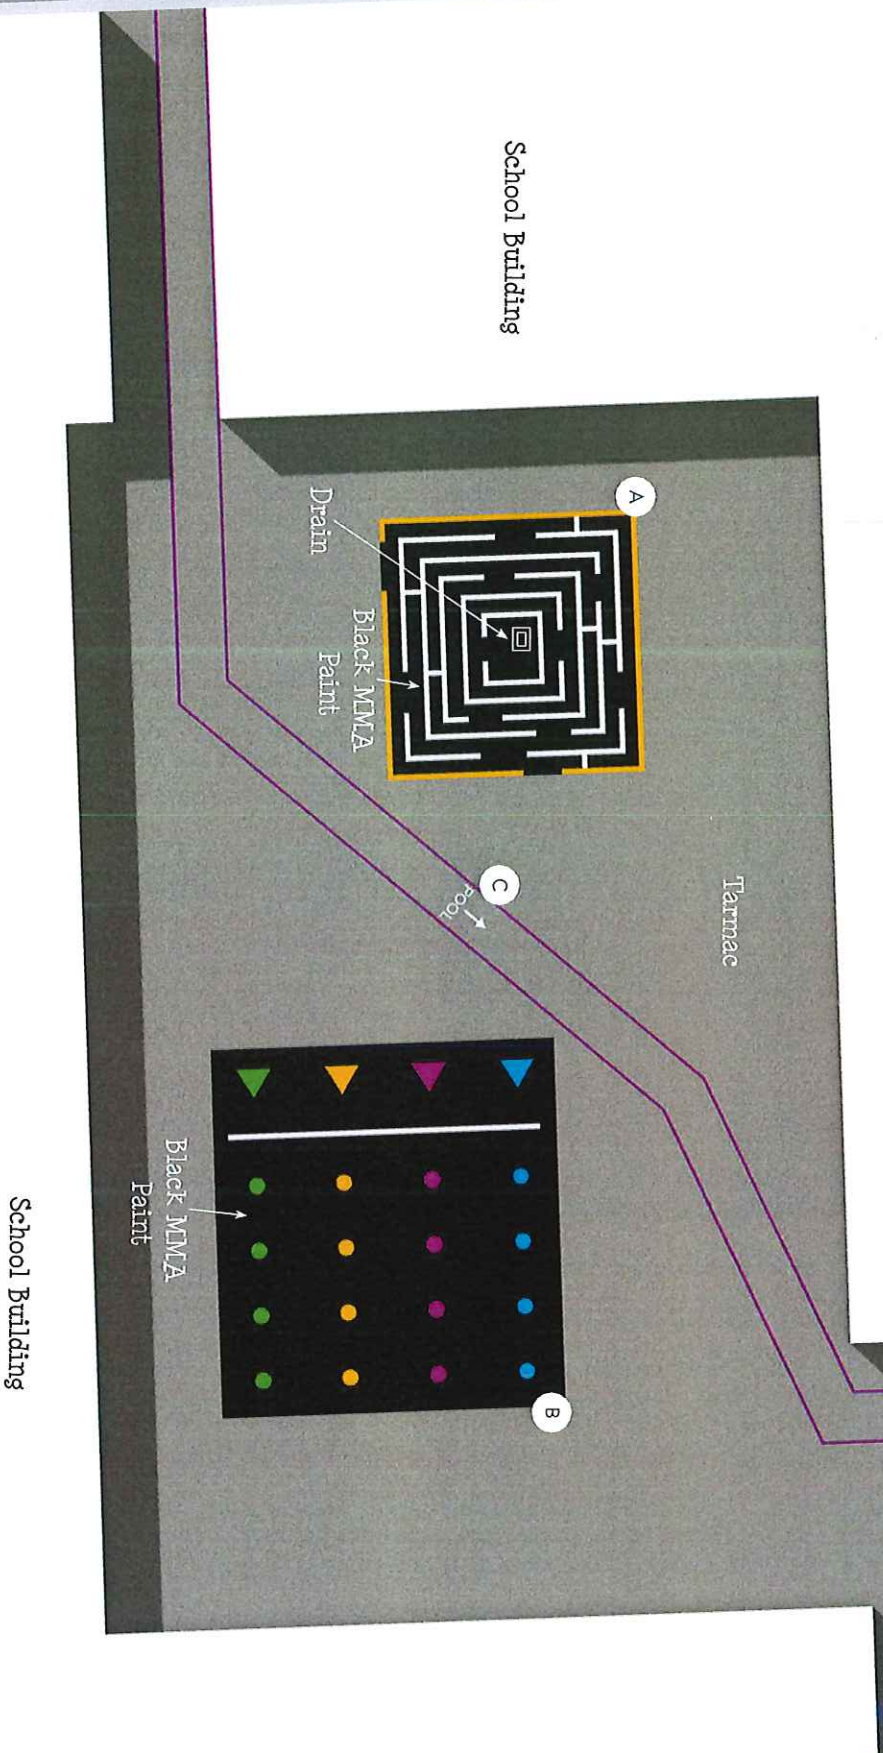 Tarmac
A
B
School Building
C
POOL
Black MMA
Paint
Drain
Black MMA
Paint
School Building